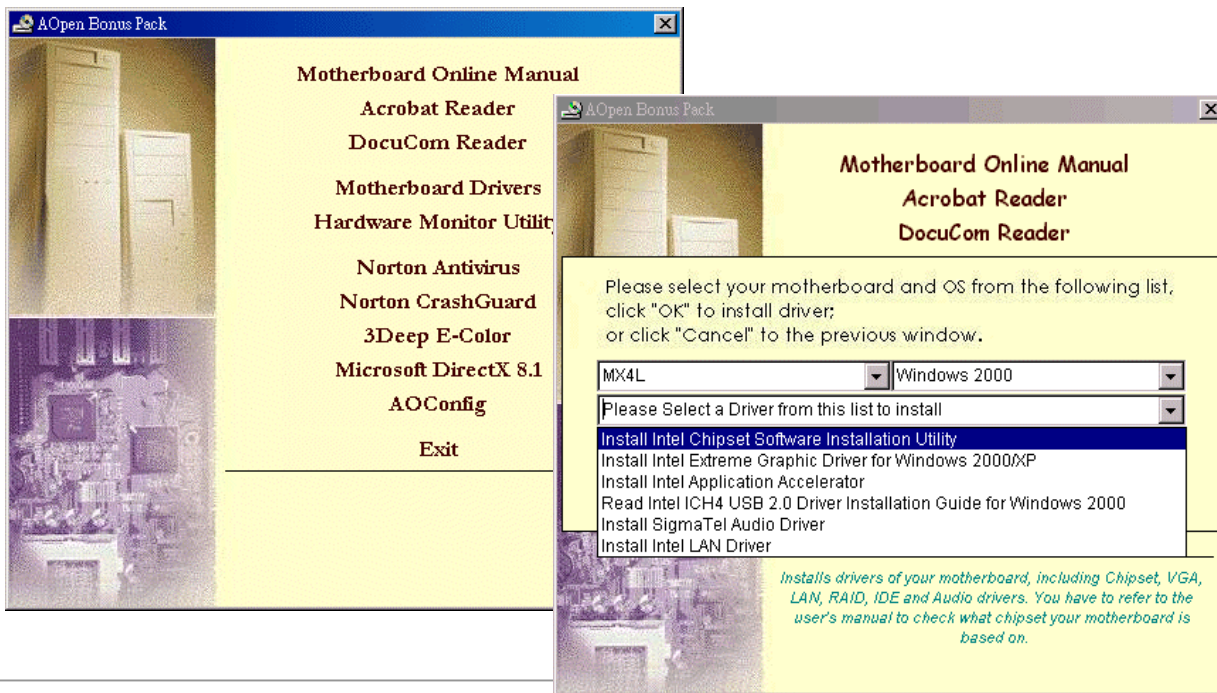 AOpen Bonus Pack
Motherboard Online Manual
Acrobat Reader
DocuCom Reader
Motherboard Drivers
Hardware Monitor Utility
Norton Antivirus
Norton CrashGuard
3Deep E-Color
Microsoft DirectX 8.1
AOConfig
Exit
AOpen Bonus Pack
Motherboard Online Manual
Acrobat Reader
DocuCom Reader
Please select your motherboard and OS from the following list,
click "OK" to install driver;
or click "Cancel" to the previous window.
MX4L Windows 2000
Please Select a Driver from this list to install
Install Intel Chipset Software Installation Utility
Install Intel Extreme Graphic Driver for Windows 2000/XP
Install Intel Application Accelerator
Read Intel ICH4 USB 2.0 Driver Installation Guide for Windows 2000
Install SigmaTel Audio Driver
Install Intel LAN Driver
Installs drivers of your motherboard, including Chipset, VGA,
LAN, RAID, IDE and Audio drivers. You have to refer to the
user's manual to check what chipset your motherboard is
based on.